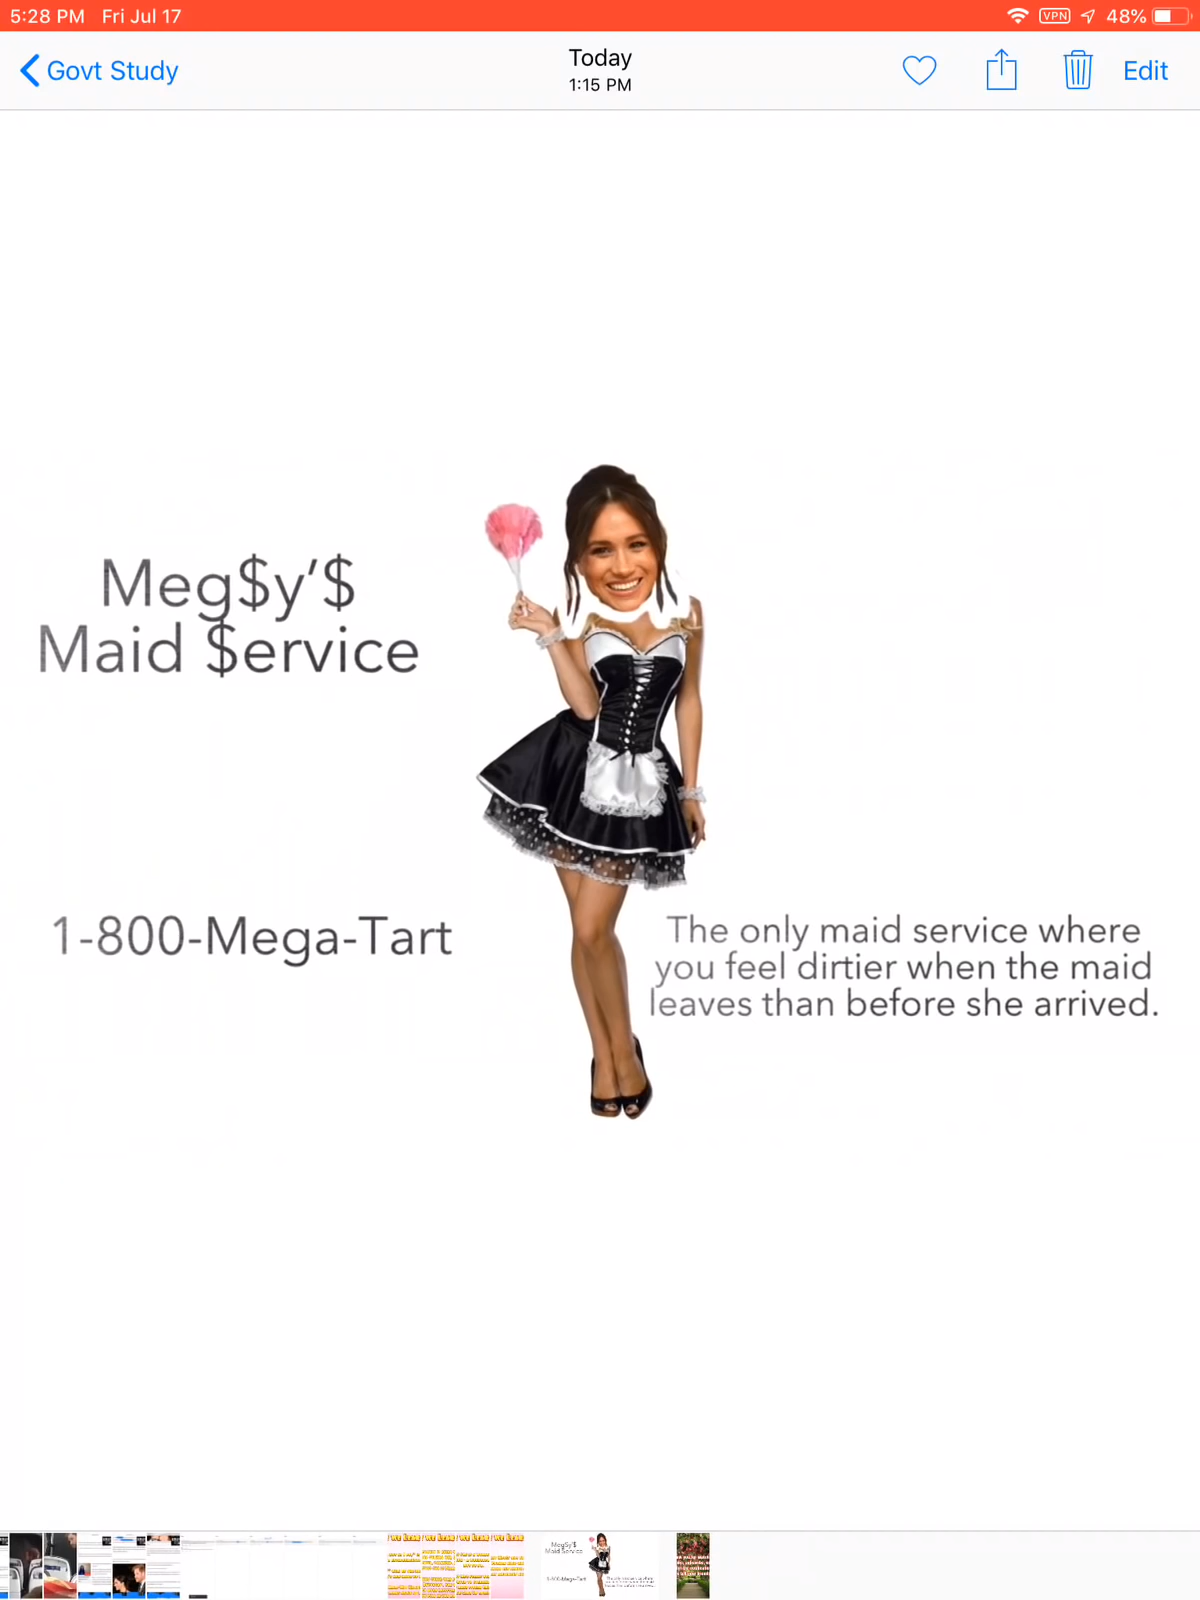 5:28 PM Fri Jul 17
VPN 48%
Govt Study
Today
1:15 PM
Edit
Meg$y'$
Maid $ervice
1-800-Mega-Tart
The only maid service where
you feel dirtier when the maid
leaves than before she arrived.